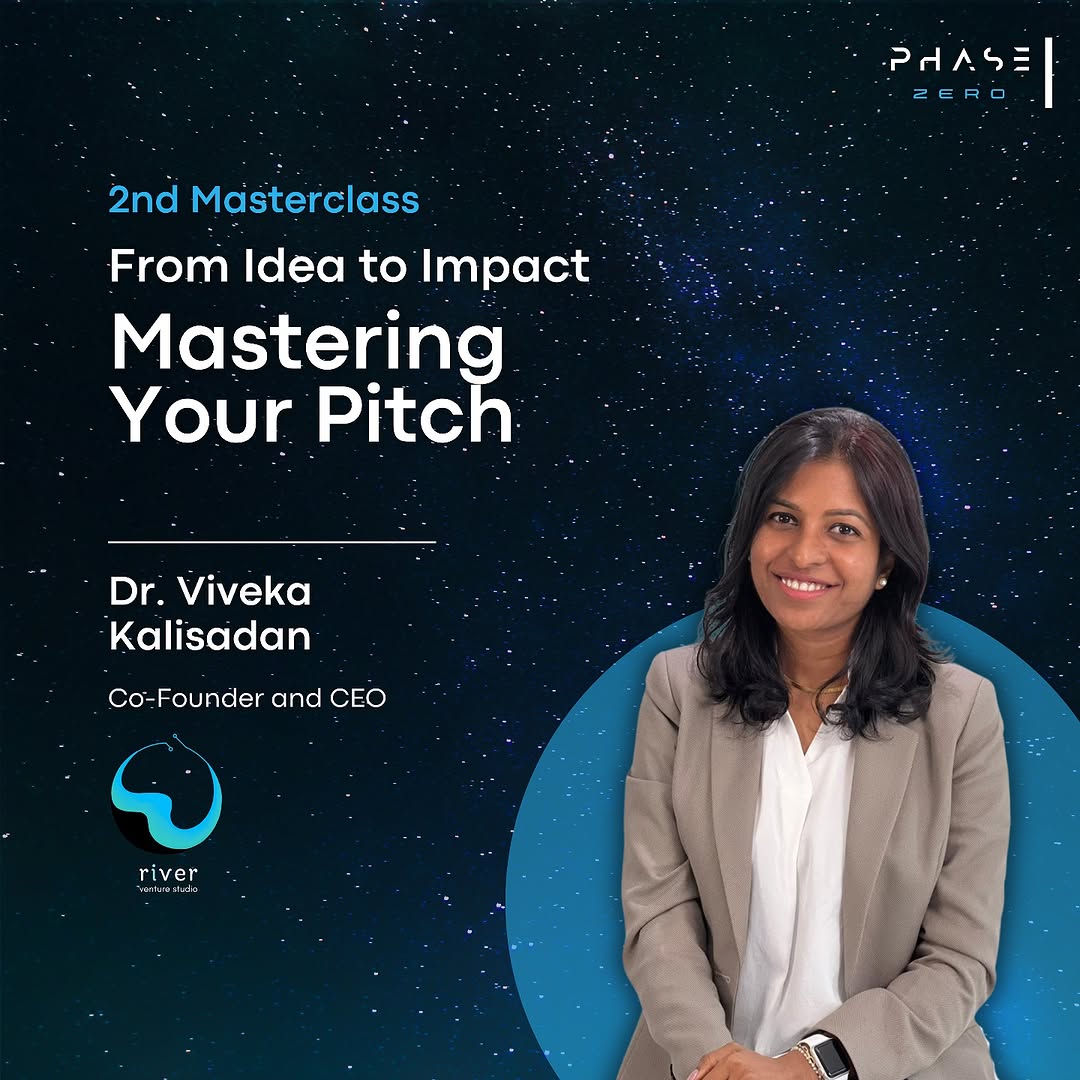 PHASE
ZERO
2nd Masterclass
From Idea to Impact
Mastering
Your Pitch
Dr. Viveka
Kalisadan
Co-Founder and CEO
river
venture studio